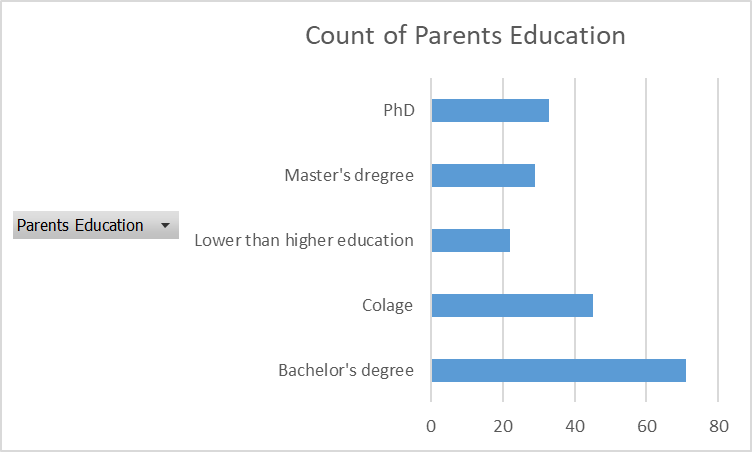 Count of Parents Education
PhD
Master's dregree
Parents Education
Lower than higher education
Colage
Bachelor's degree
0 20 40 60 80